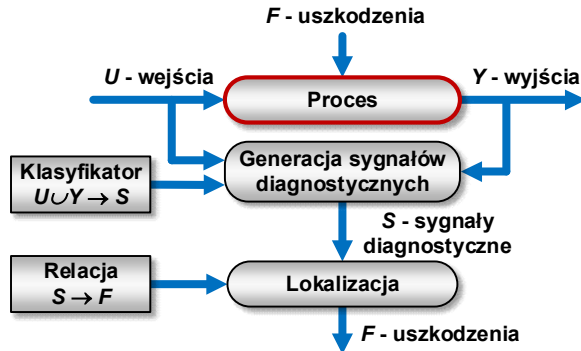 F - uszkodzenia
U - wejścia
Y - wyjścia
Proces
Generacja sygnałów
diagnostycznych
Klasyfikator
U∪Y → S
S - sygnały
diagnostyczne
Relacja
S → F
Lokalizacja
F - uszkodzenia